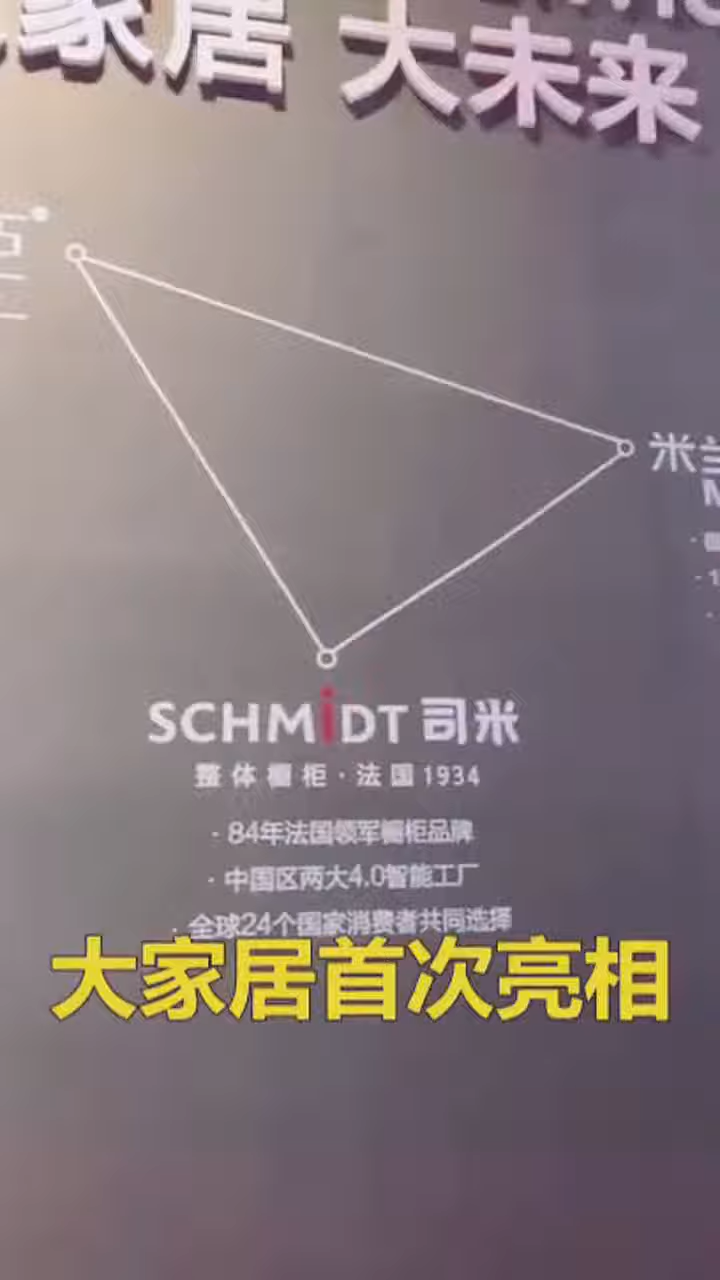 家居 大未来
米
SCHMiDT 司米
整体橱柜·法国1934
· 84年法国领军橱柜品牌
· 中国区两大4.0智能工厂
· 全球24个国家消费者共同选择
大家居首次亮相